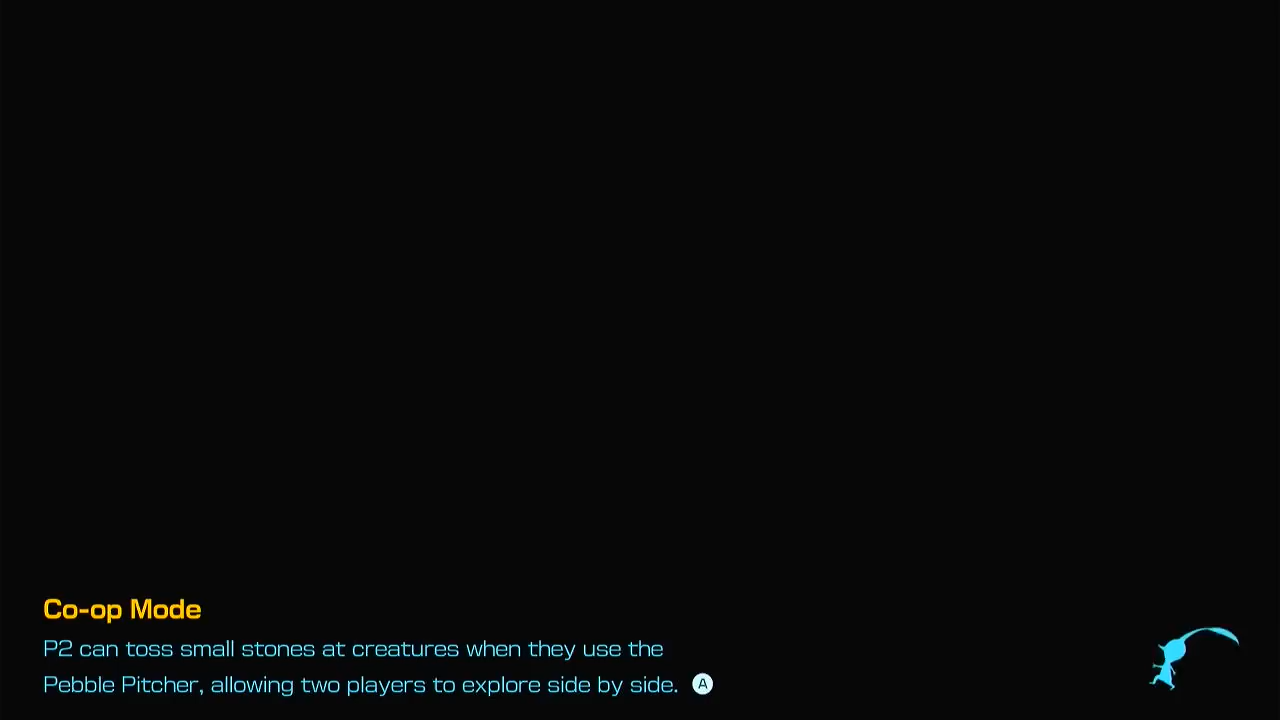 Co-op Mode
P2 can toss small stones at creatures when they use the
Pebble Pitcher, allowing two players to explore side by side. A